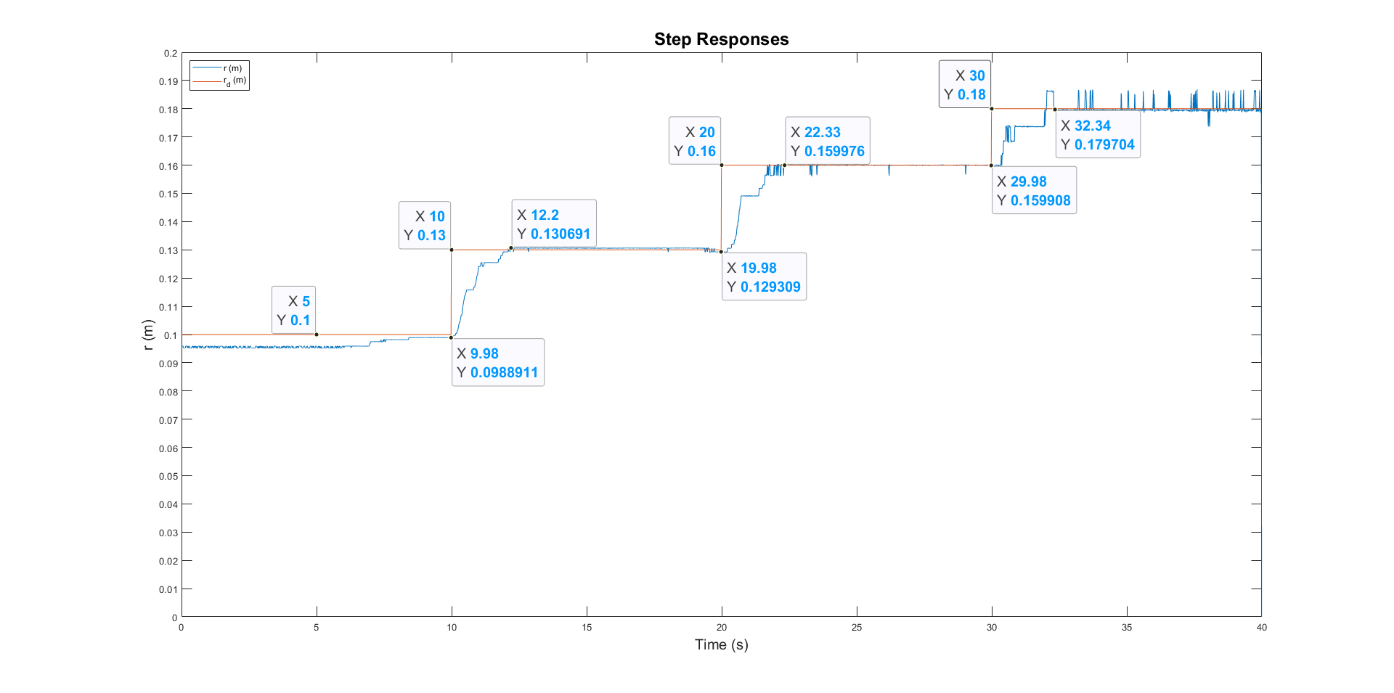 Step Responses
r (m)
r_d (m)
0.2
0.19
0.18
0.17
0.16
0.15
0.14
0.13
0.12
0.11
0.1
0.09
0.08
0.07
0.06
0.05
0.04
0.03
0.02
0.01
0
r (m)
X 5
Y 0.1
X 9.98
Y 0.0988911
X 10
Y 0.13
X 12.2
Y 0.130691
X 20
Y 0.16
X 19.98
Y 0.129309
X 22.33
Y 0.159976
X 30
Y 0.18
X 29.98
Y 0.159908
X 32.34
Y 0.179704
0
5
10
15
20
25
30
35
40
Time (s)